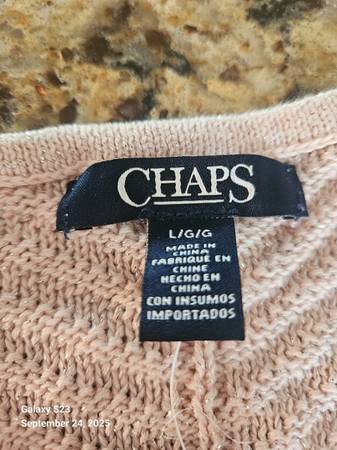 CHAPS
L/G/G
MADE IN
CHINA
FABRIQUÉ EN
CHINE
HECHO EN
CHINA
CON INSUMOS
IMPORTADOS
Galaxy S23
September 24, 2025